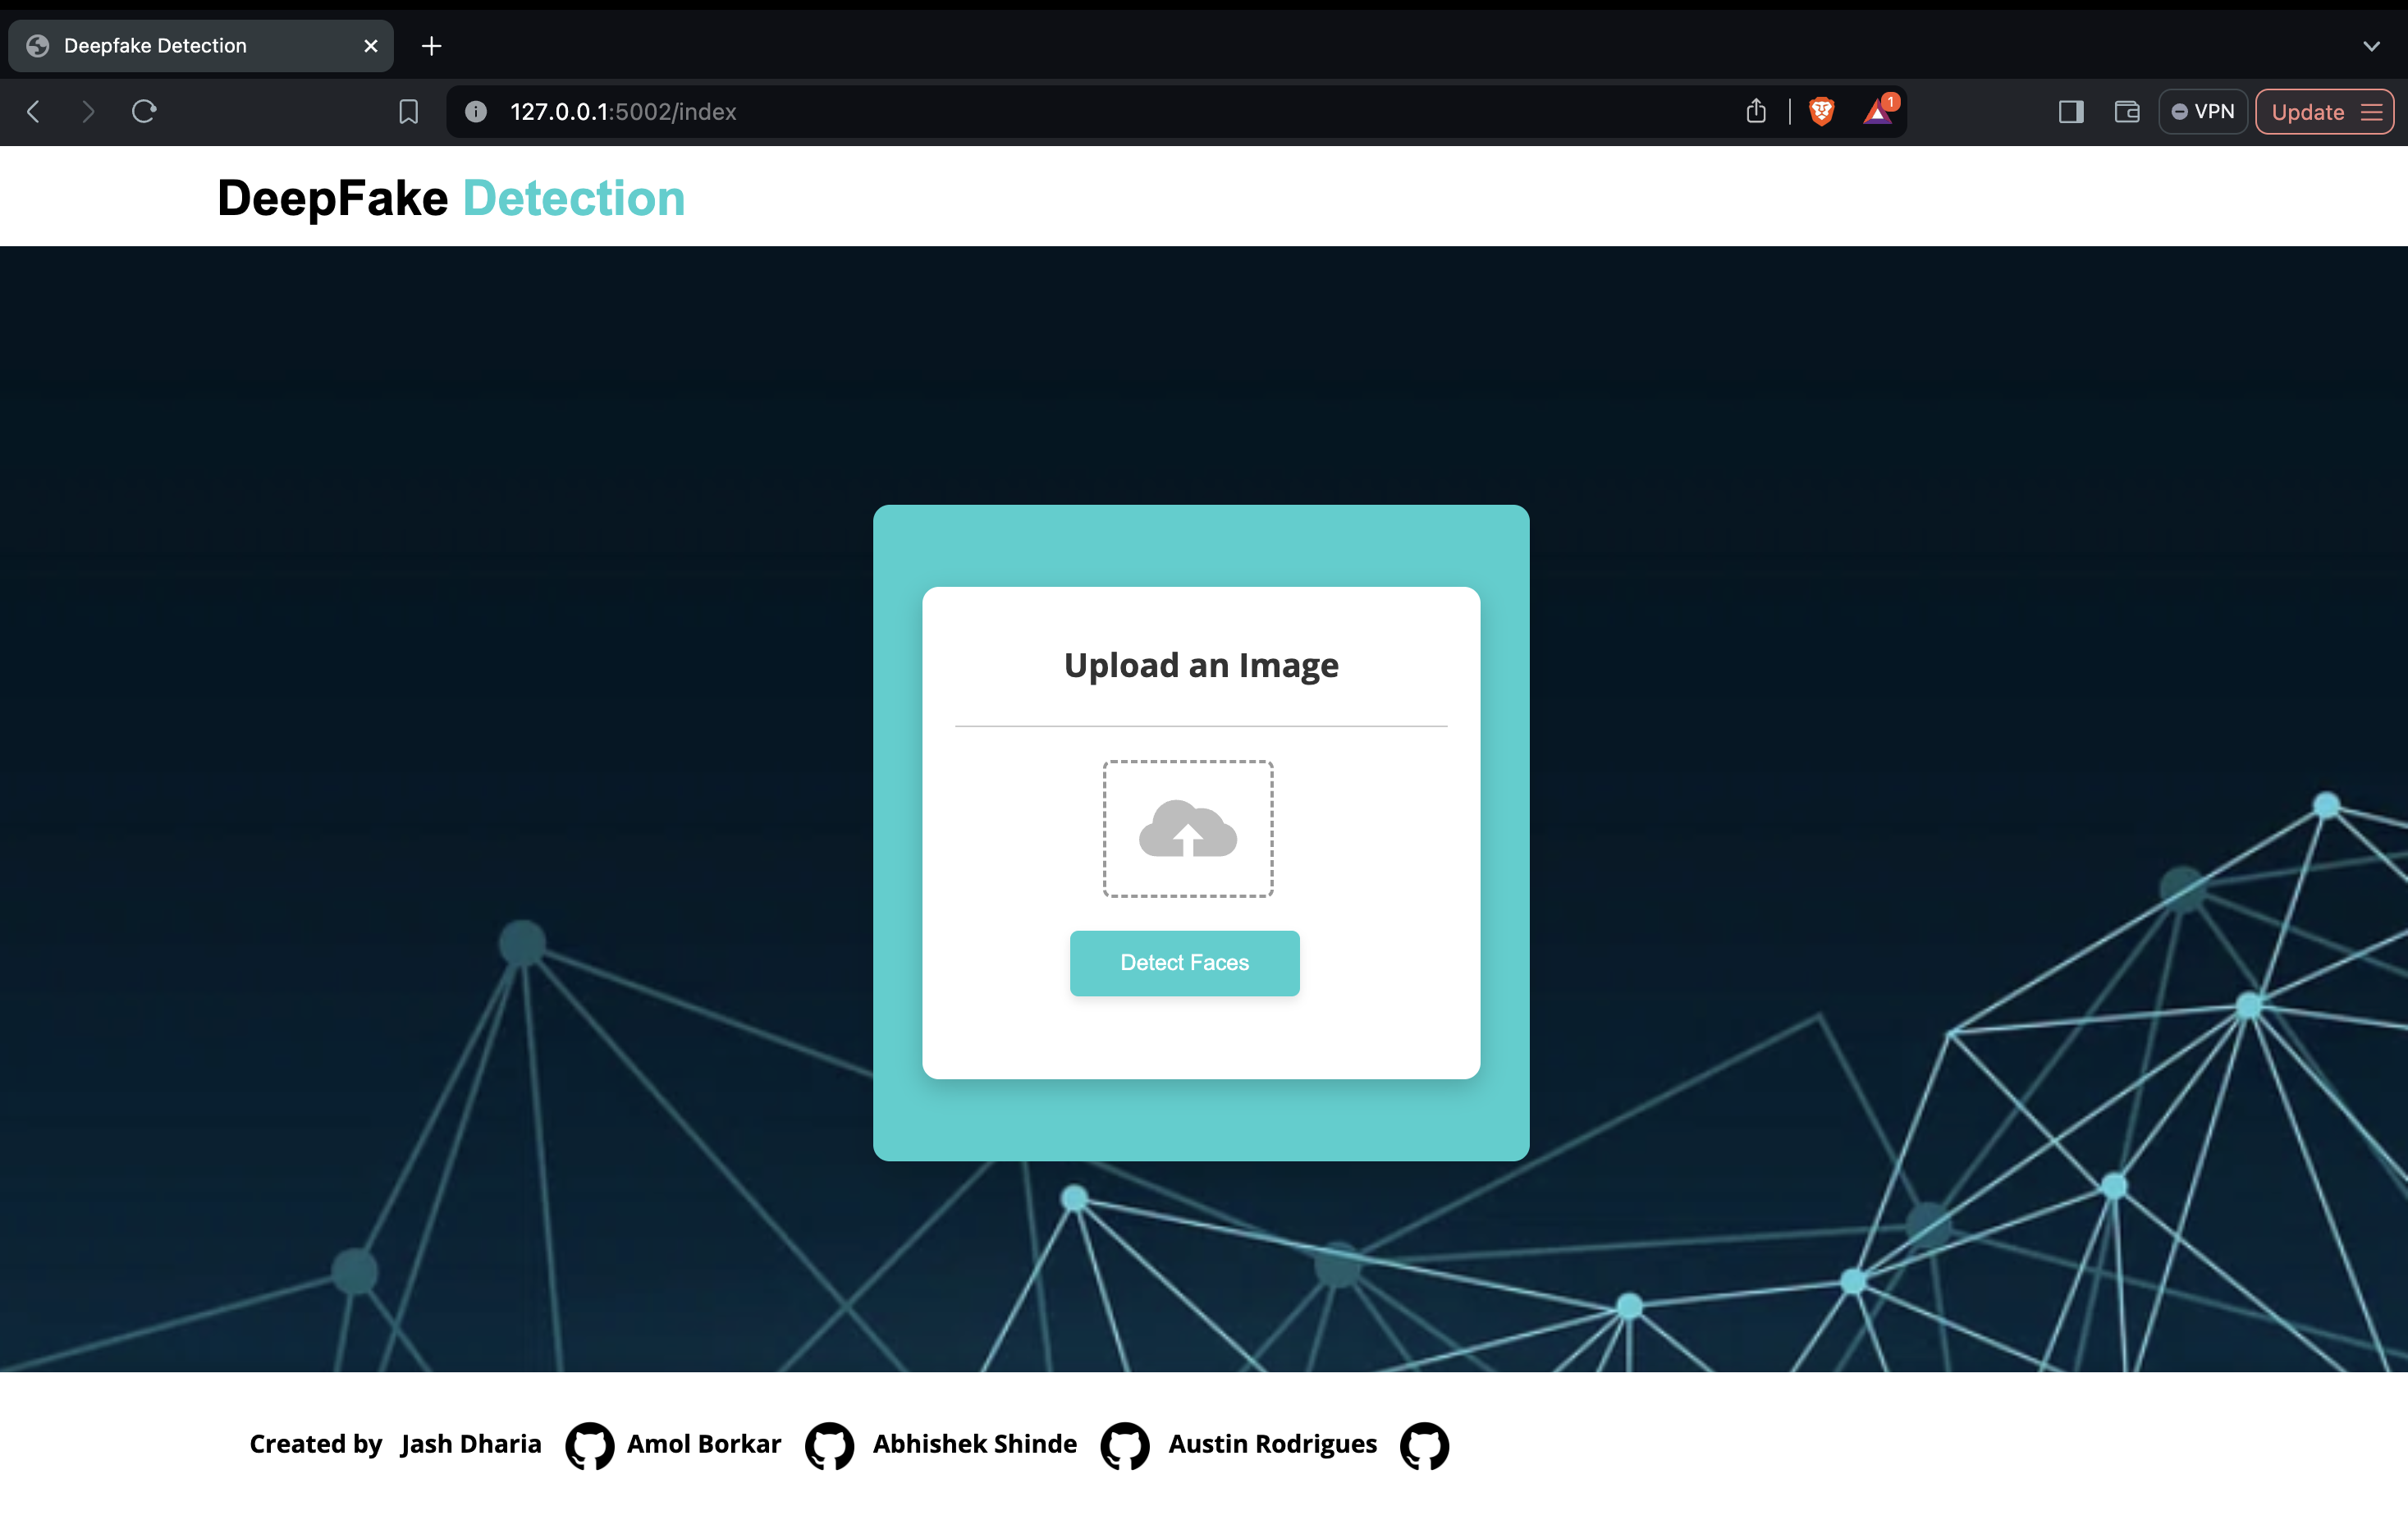 Deepfake Detection
127.0.0.1:5002/index
1
VPN
Update
DeepFake Detection
Upload an Image
Detect Faces
Created by Jash Dharia Amol Borkar Abhishek Shinde Austin Rodrigues